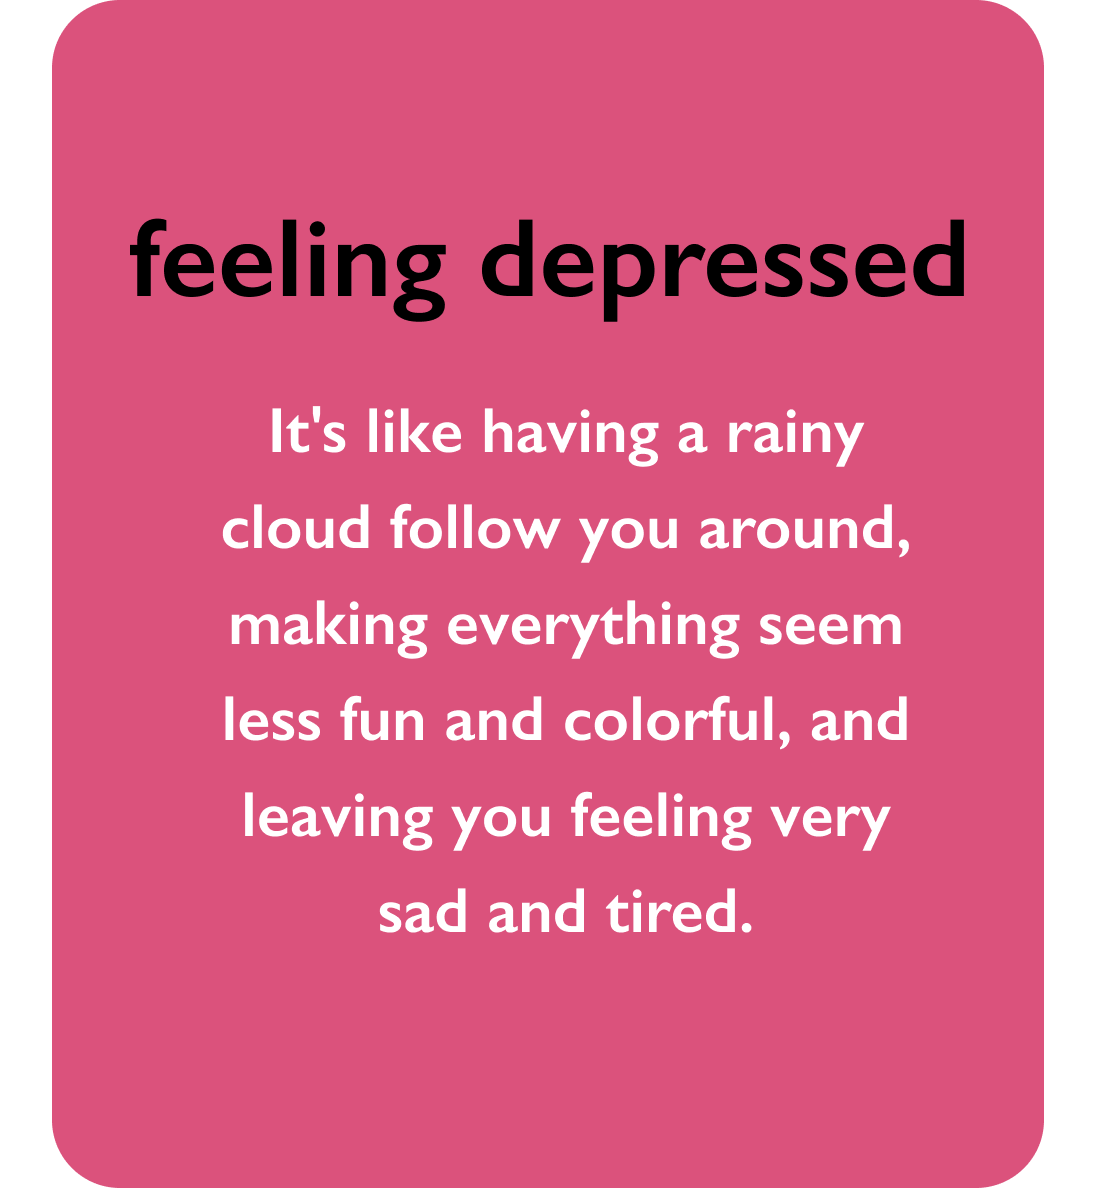 feeling depressed
It's like having a rainy
cloud follow you around,
making everything seem
less fun and colorful, and
leaving you feeling very
sad and tired.